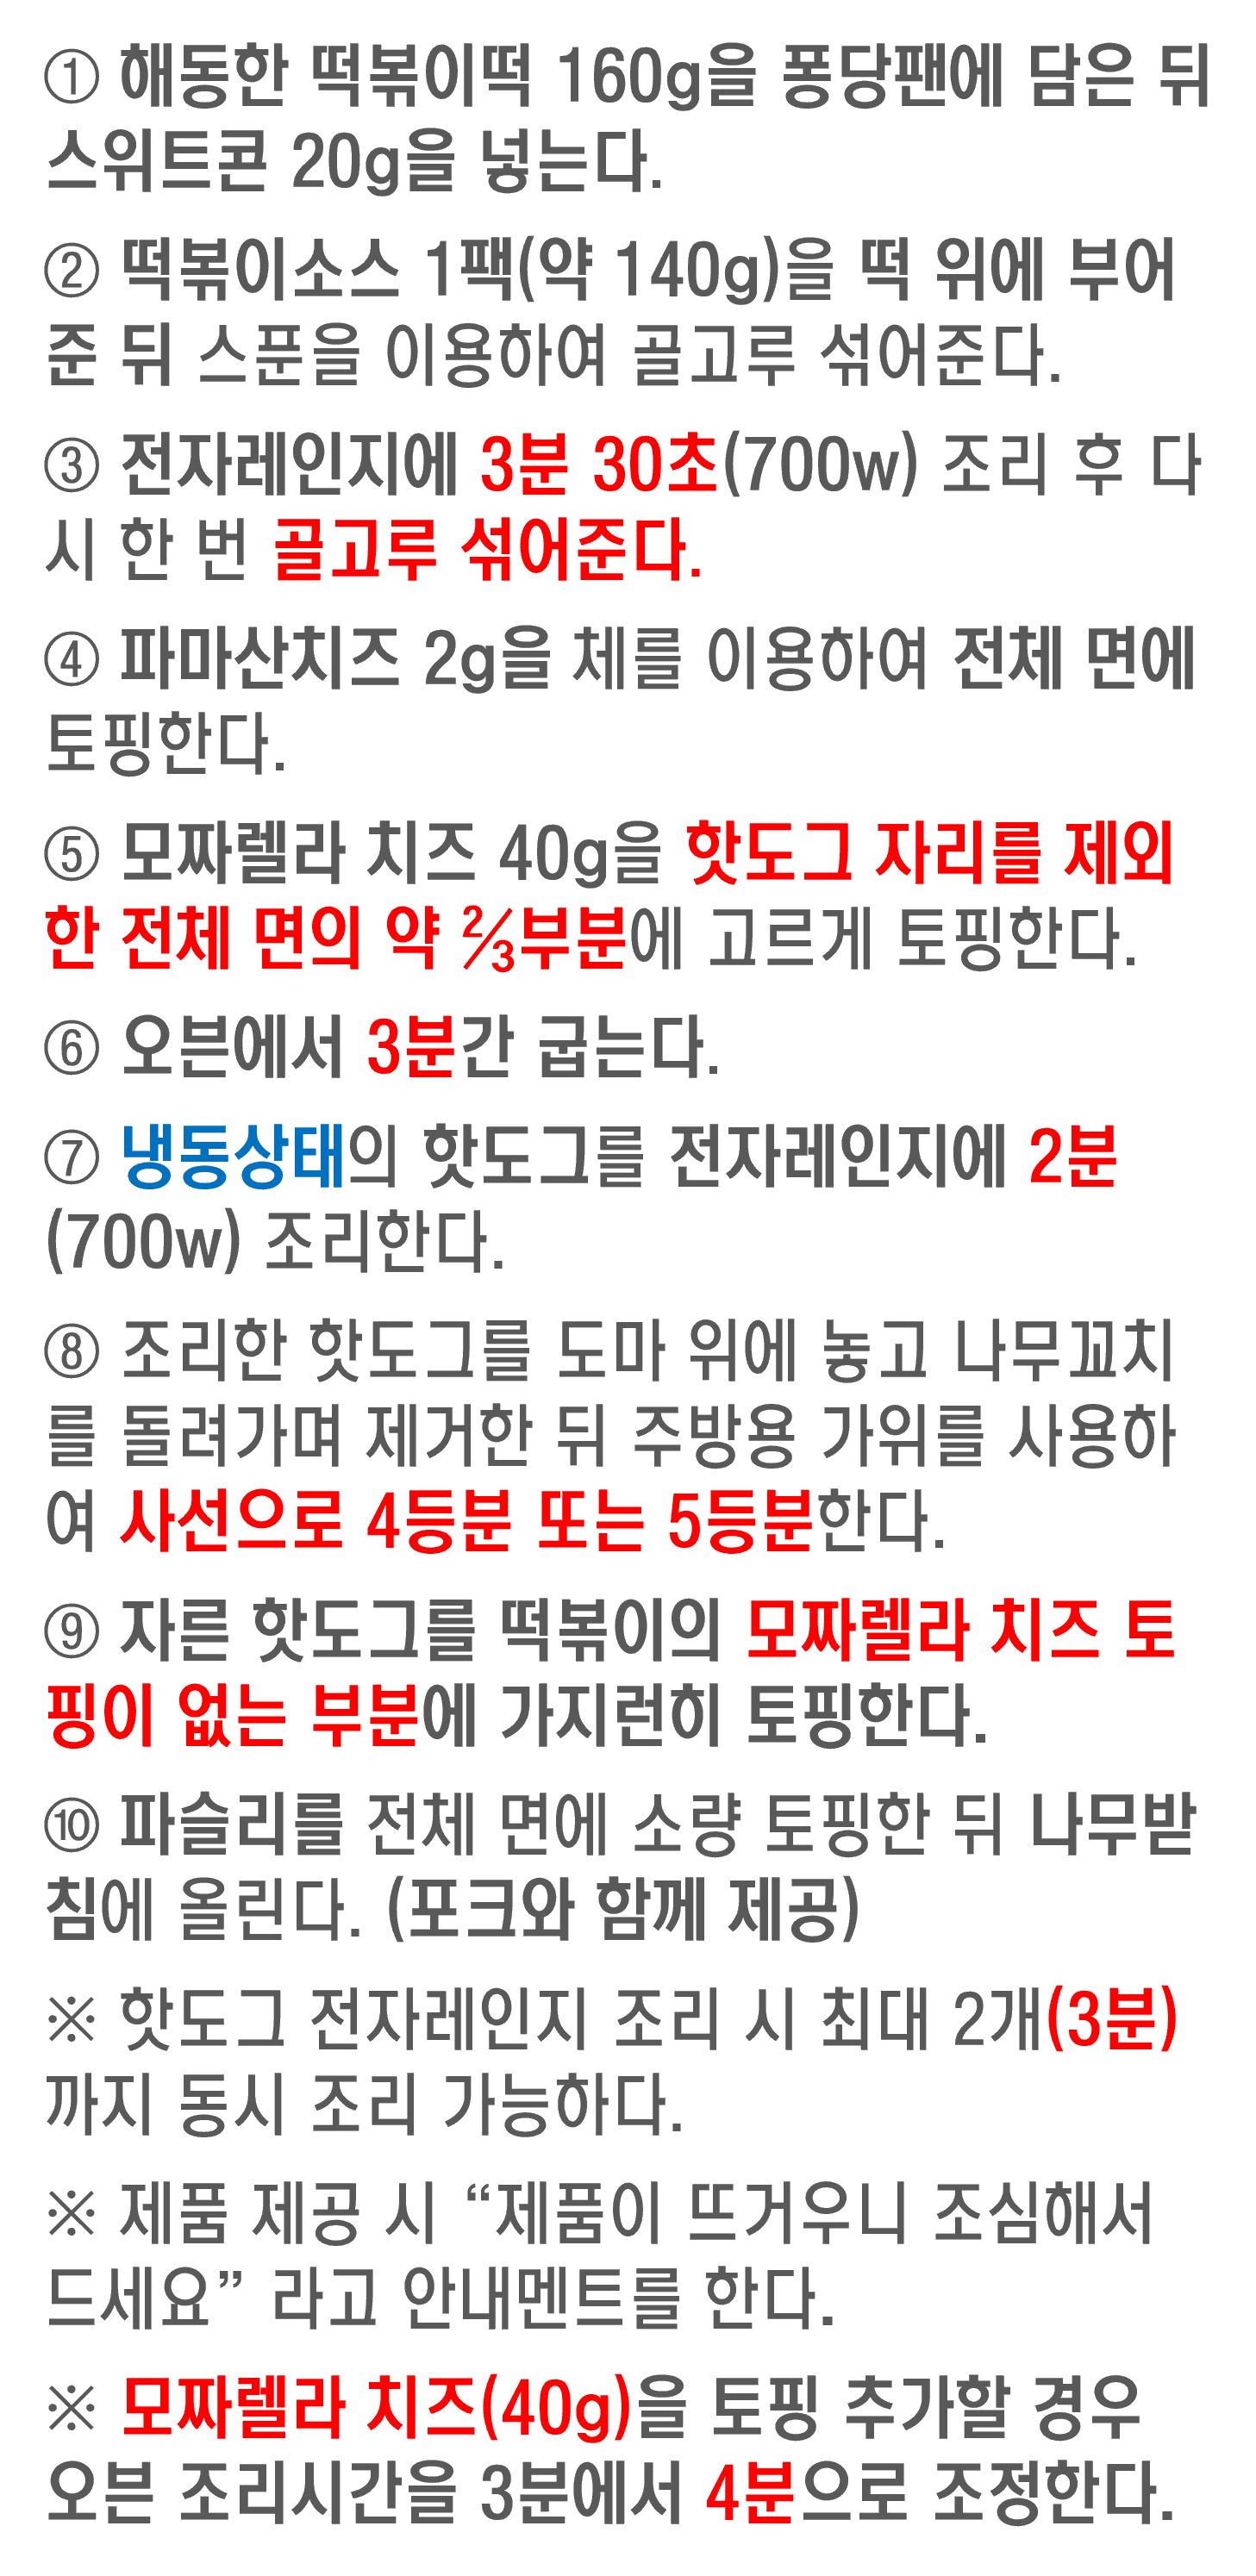 ① 해동한 떡볶이떡 160g을 퐁당팬에 담은 뒤
스위트콘 20g을 넣는다.
② 떡볶이소스 1팩(약 140g)을 떡 위에 부어
준 뒤 스푼을 이용하여 골고루 섞어준다.
③ 전자레인지에 3분 30초(700w) 조리 후 다
시 한 번 골고루 섞어준다.
④ 파마산치즈 2g을 체를 이용하여 전체 면에
토핑한다.
⑤ 모짜렐라 치즈 40g을 핫도그 자리를 제외
한 전체 면의 약 ⅔부분에 고르게 토핑한다.
⑥ 오븐에서 3분간 굽는다.
⑦ 냉동상태의 핫도그를 전자레인지에 2분
(700w) 조리한다.
⑧ 조리한 핫도그를 도마 위에 놓고 나무꼬치
를 돌려가며 제거한 뒤 주방용 가위를 사용하
여 사선으로 4등분 또는 5등분한다.
⑨ 자른 핫도그를 떡볶이의 모짜렐라 치즈 토
핑이 없는 부분에 가지런히 토핑한다.
⑩ 파슬리를 전체 면에 소량 토핑한 뒤 나무받
침에 올린다. (포크와 함께 제공)
※ 핫도그 전자레인지 조리 시 최대 2개(3분)
까지 동시 조리 가능하다.
※ 제품 제공 시 “제품이 뜨거우니 조심해서
드세요” 라고 안내멘트를 한다.
※ 모짜렐라 치즈(40g)을 토핑 추가할 경우
오븐 조리시간을 3분에서 4분으로 조정한다.